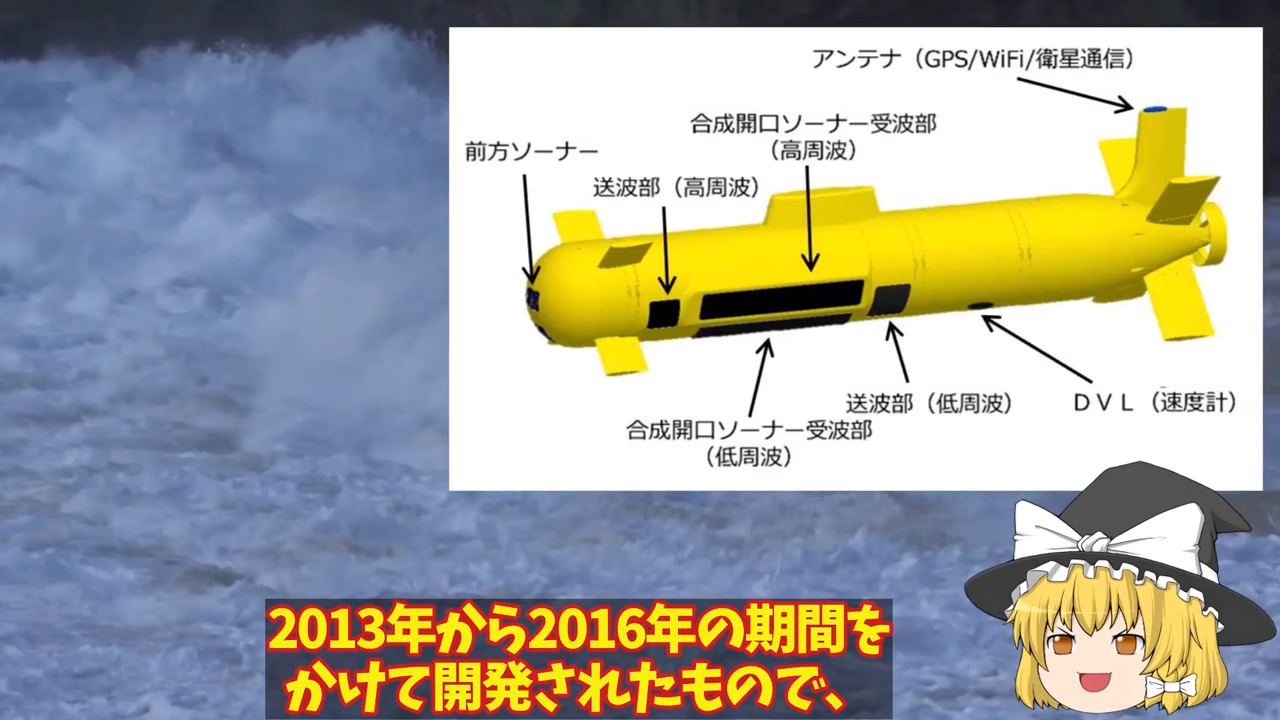 アンテナ（GPS/WiFi/衛星通信）
合成開口ソーナー受波部
（高周波）
前方ソーナー
送波部（高周波）
送波部（低周波）
ＤＶＬ（速度計）
合成開口ソーナー受波部
（低周波）
2013年から2016年の期間を
かけて開発されたもので、